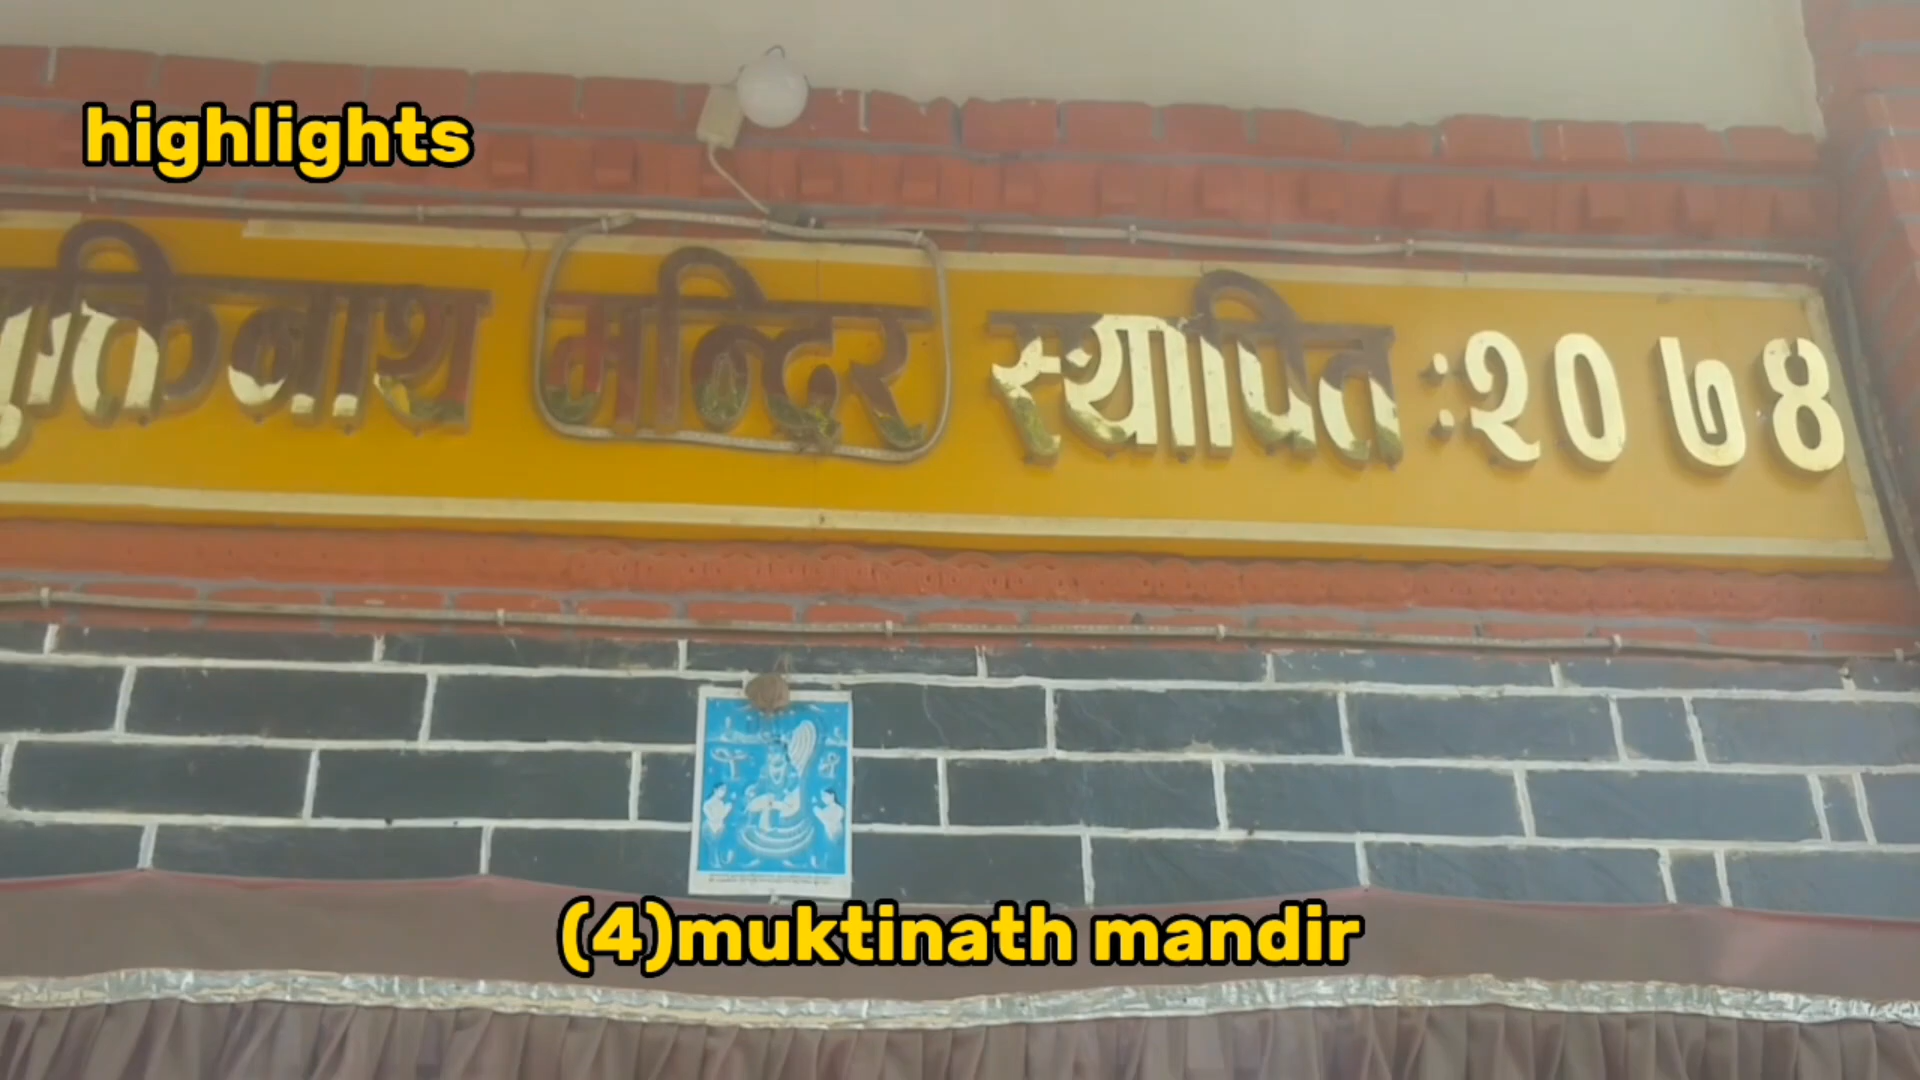 highlights
मुक्तिनाथ मन्दिर स्थापित :२०७४
(4)muktinath mandir